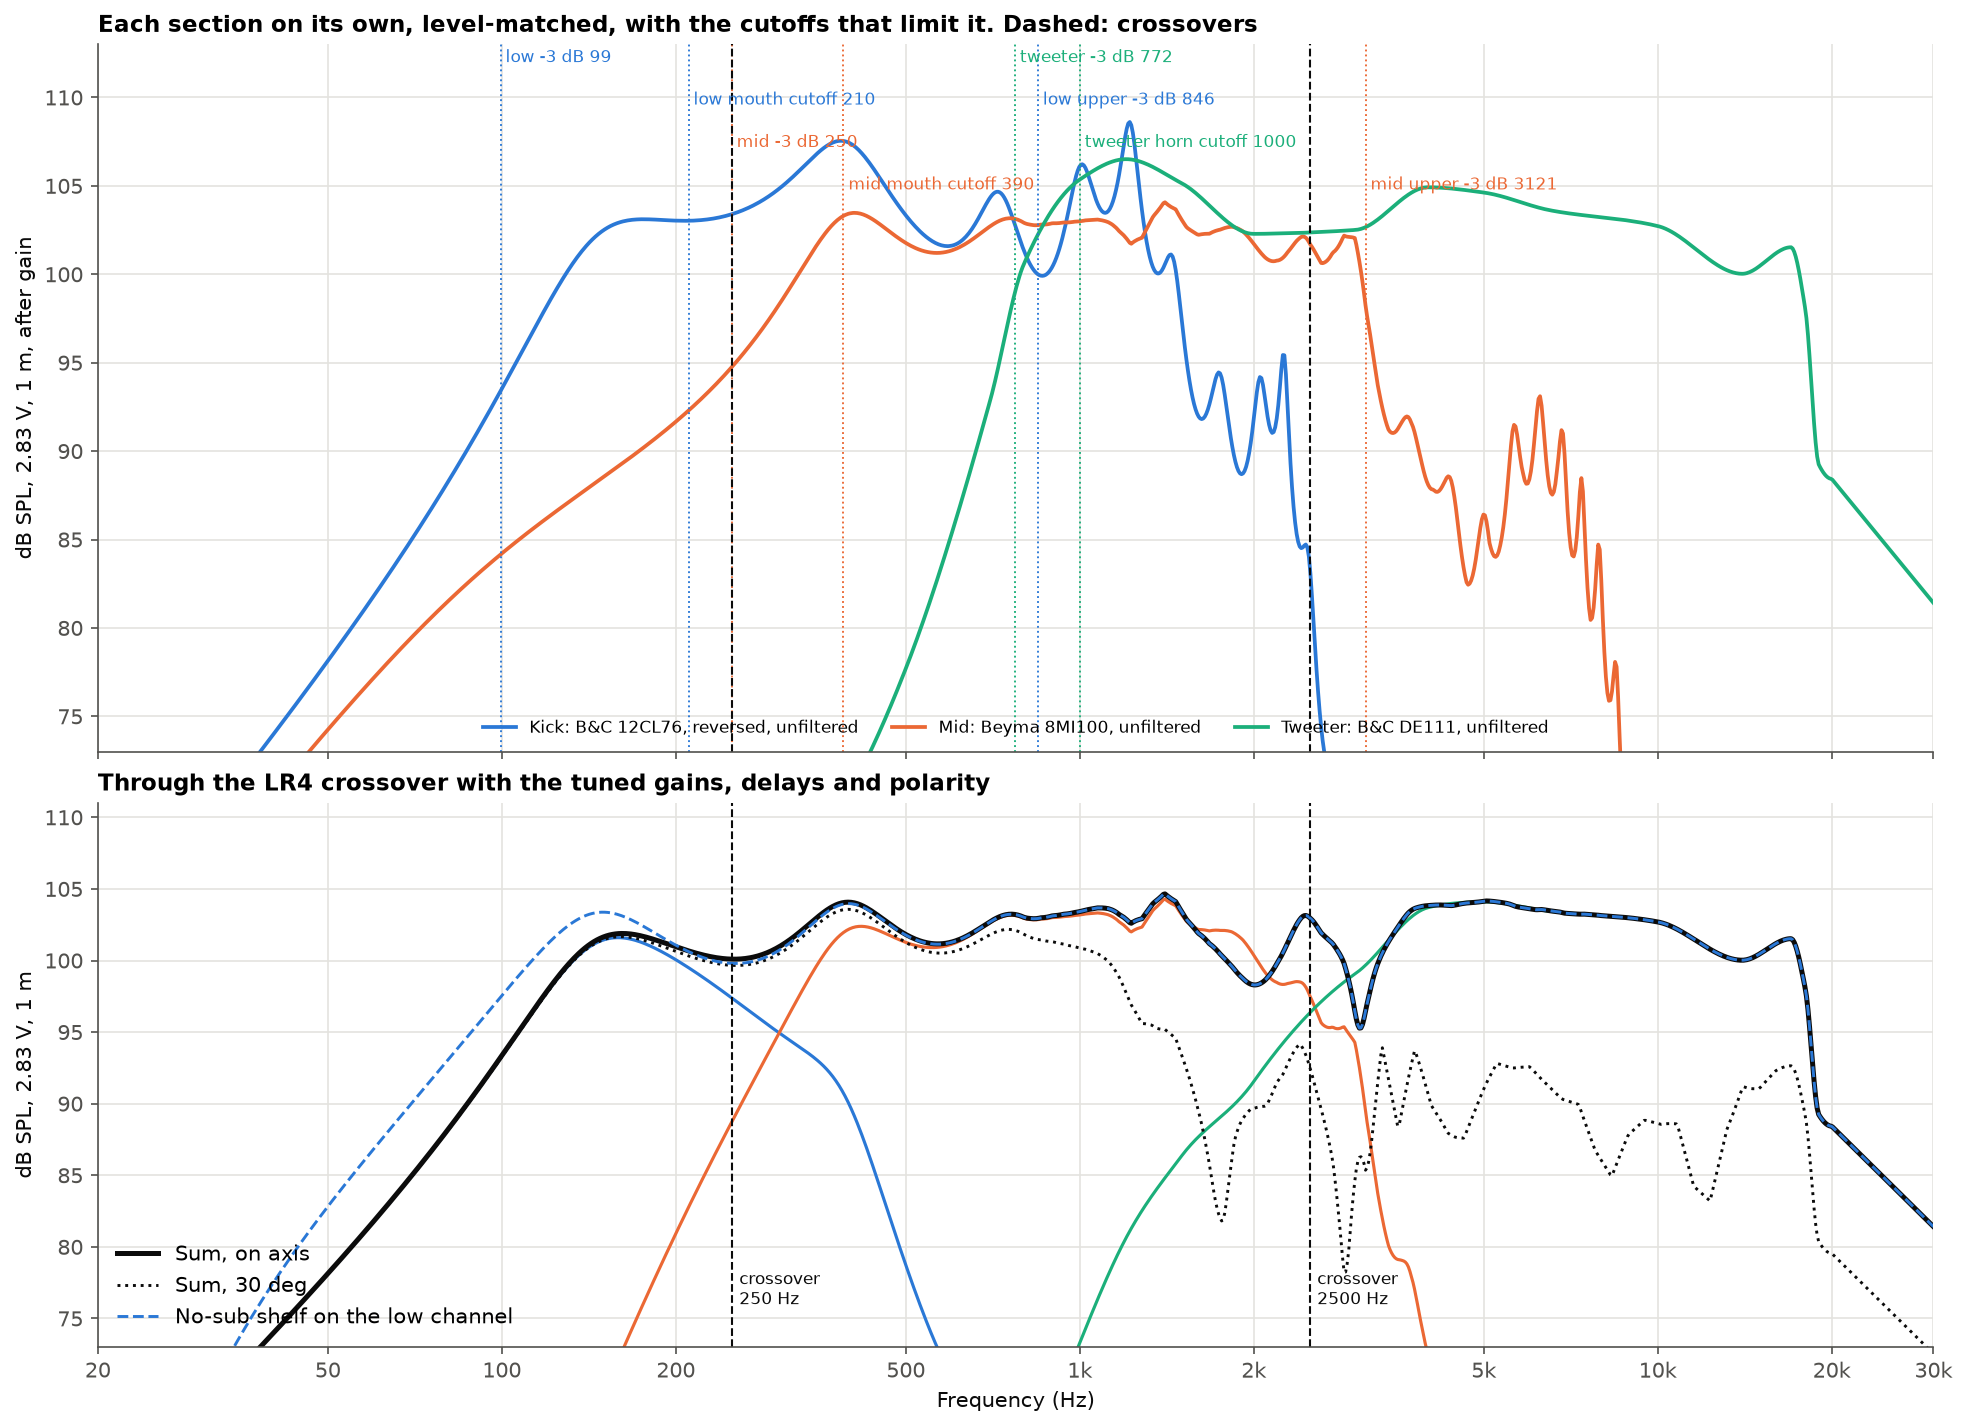 Each section on its own, level-matched, with the cutoffs that limit it. Dashed: crossovers
low -3 dB 99
tweeter -3 dB 772
low mouth cutoff 210
low upper -3 dB 846
mid -3 dB 250
tweeter horn cutoff 1000
mid mouth cutoff 390
mid upper -3 dB 3121
dB SPL, 2.83 V, 1 m, after gain
110
105
100
95
90
85
80
75
Kick: B&C 12CL76, reversed, unfiltered
Mid: Beyma 8MI100, unfiltered
Tweeter: B&C DE111, unfiltered
Through the LR4 crossover with the tuned gains, delays and polarity
dB SPL, 2.83 V, 1 m
110
105
100
95
90
85
80
75
Sum, on axis
Sum, 30 deg
No-sub shelf on the low channel
crossover
250 Hz
crossover
2500 Hz
20
50
100
200
500
1k
2k
5k
10k
20k
30k
Frequency (Hz)